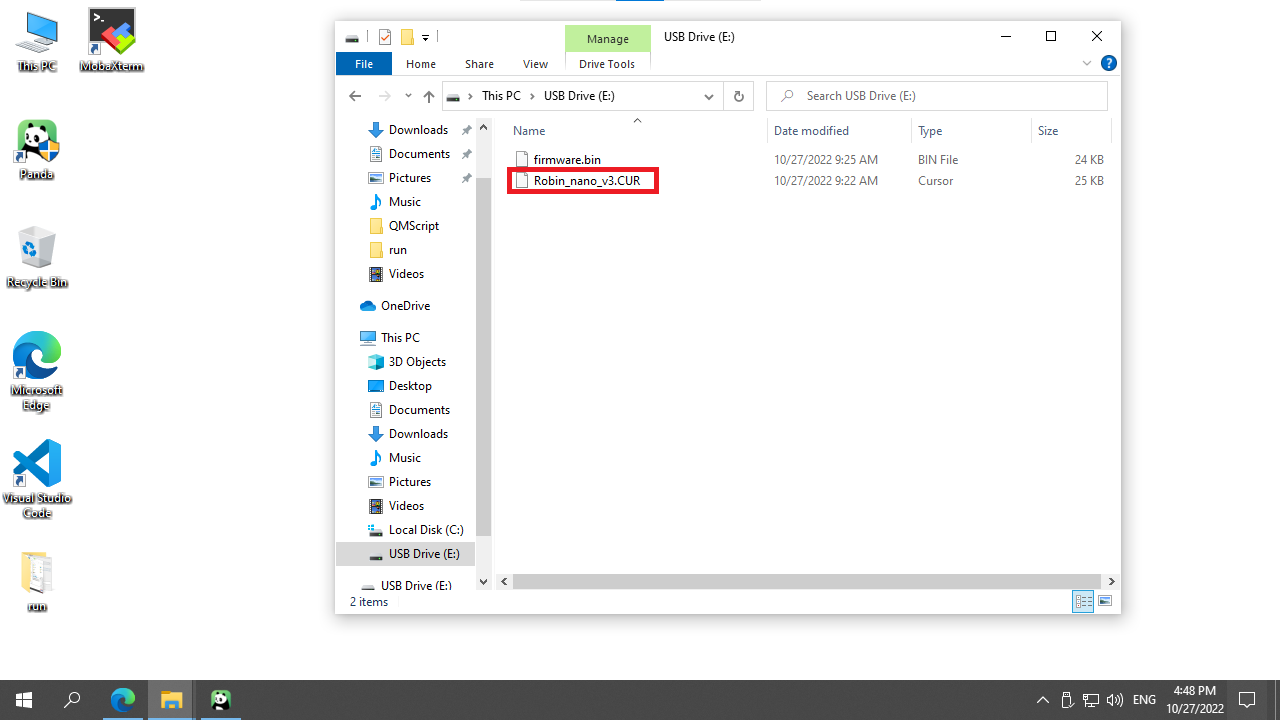 This PC
MobaXterm
Panda
Recycle Bin
Microsoft
Edge
Visual Studio
Code
run
Manage
USB Drive (E:)
File
Home
Share
View
Drive Tools
This PC
USB Drive (E:)
Search USB Drive (E:)
Downloads
Documents
Pictures
Music
QMScript
run
Videos
OneDrive
This PC
3D Objects
Desktop
Documents
Downloads
Music
Pictures
Videos
Local Disk (C:)
USB Drive (E:)
USB Drive (E:)
Name Date modified Type Size
firmware.bin 10/27/2022 9:25 AM BIN File 24 KB
Robin_nano_v3.CUR 10/27/2022 9:22 AM Cursor 25 KB
2 items
ENG
4:48 PM
10/27/2022